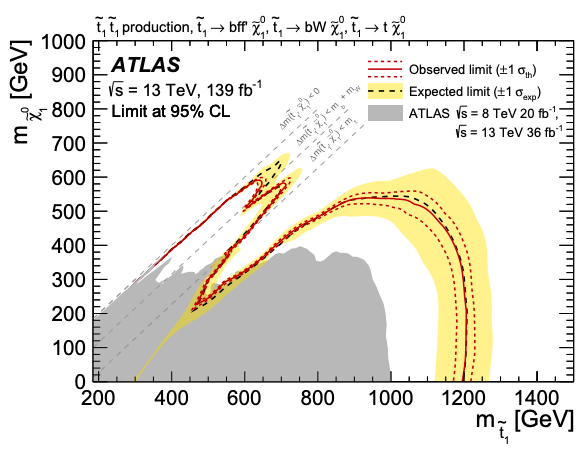 t̃₁ t̃₁ production, t̃₁ → bff' χ̃₁⁰, t̃₁ → bW χ̃₁⁰, t̃₁ → t χ̃₁⁰
ATLAS
√s = 13 TeV, 139 fb⁻¹
Limit at 95% CL
Observed limit (±1 σ_th)
Expected limit (±1 σ_exp)
ATLAS √s = 8 TeV 20 fb⁻¹,
√s = 13 TeV 36 fb⁻¹
Δm(t̃₁, χ̃₁⁰) < 0
Δm(t̃₁, χ̃₁⁰) < m_b + m_W
Δm(t̃₁, χ̃₁⁰) < m_t
m_χ̃₁⁰ [GeV]
1000
900
800
700
600
500
400
300
200
100
0
200 400 600 800 1000 1200 1400
m_t̃₁ [GeV]